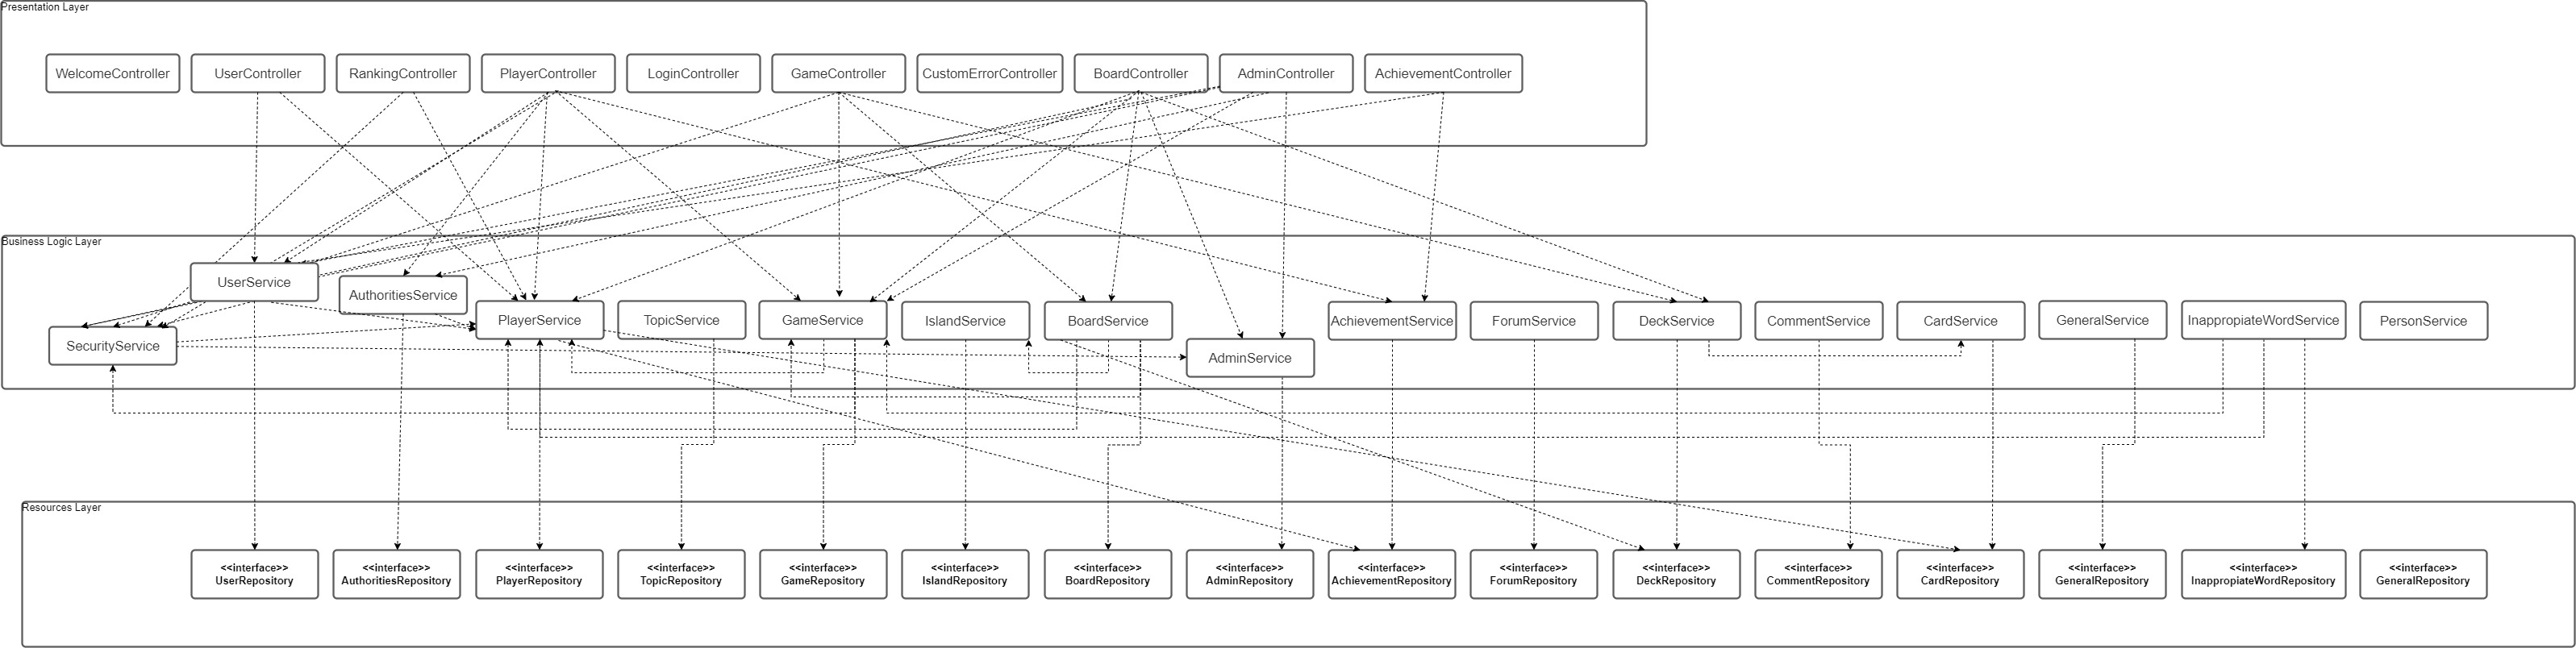 Presentation Layer
WelcomeController
UserController
RankingController
PlayerController
LoginController
GameController
CustomErrorController
BoardController
AdminController
AchievementController
Business Logic Layer
UserService
AuthoritiesService
SecurityService
PlayerService
TopicService
GameService
IslandService
BoardService
AdminService
AchievementService
ForumService
DeckService
CommentService
CardService
GeneralService
InappropiateWordService
PersonService
Resources Layer
<<interface>>
UserRepository
<<interface>>
AuthoritiesRepository
<<interface>>
PlayerRepository
<<interface>>
TopicRepository
<<interface>>
GameRepository
<<interface>>
IslandRepository
<<interface>>
BoardRepository
<<interface>>
AdminRepository
<<interface>>
AchievementRepository
<<interface>>
ForumRepository
<<interface>>
DeckRepository
<<interface>>
CommentRepository
<<interface>>
CardRepository
<<interface>>
GeneralRepository
<<interface>>
InappropiateWordRepository
<<interface>>
GeneralRepository